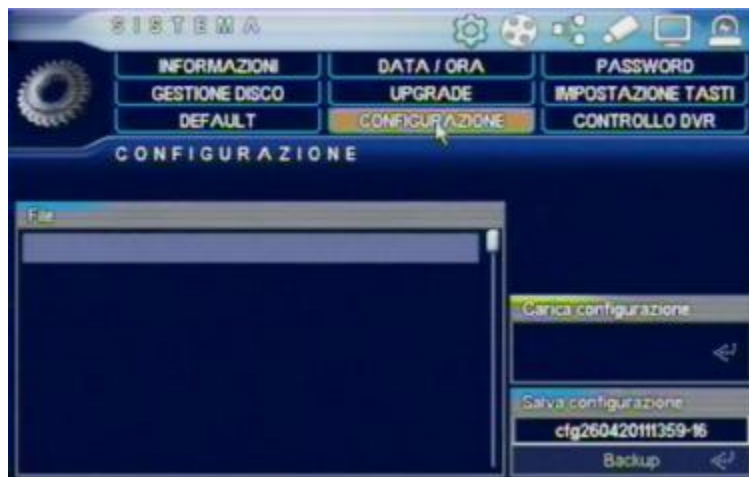 SISTEMA
INFORMAZIONI DATA / ORA PASSWORD
GESTIONE DISCO UPGRADE IMPOSTAZIONE TASTI
DEFAULT CONFIGURAZIONE CONTROLLO DVR
CONFIGURAZIONE
File
Carica configurazione
Salva configurazione
cfg260420111359-16
Backup